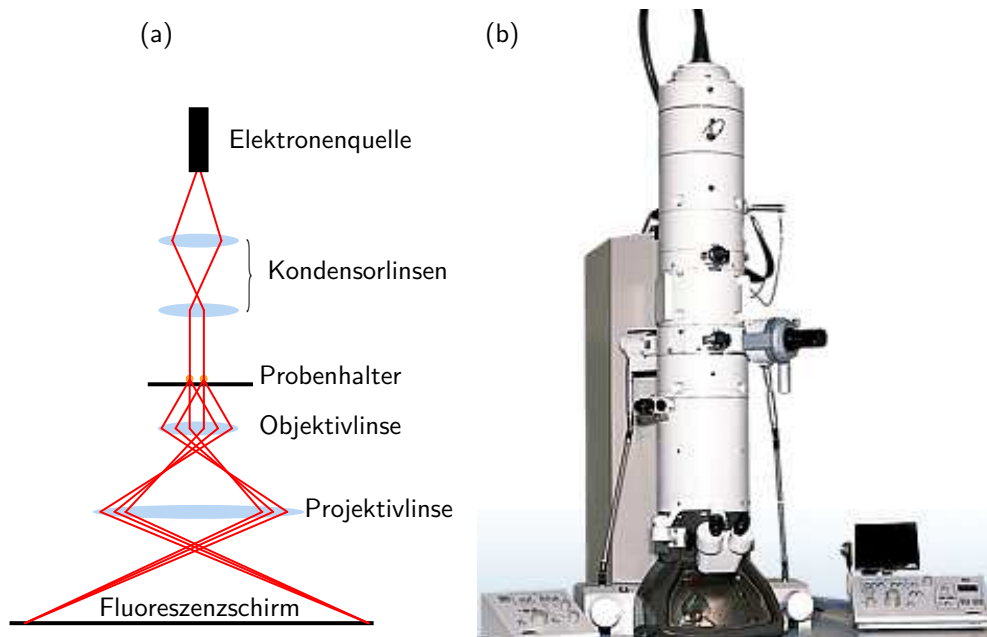 (a)
(b)
Elektronenquelle
Kondensorlinsen
Probenhalter
Objektivlinse
Projektivlinse
Fluoreszenzschirm